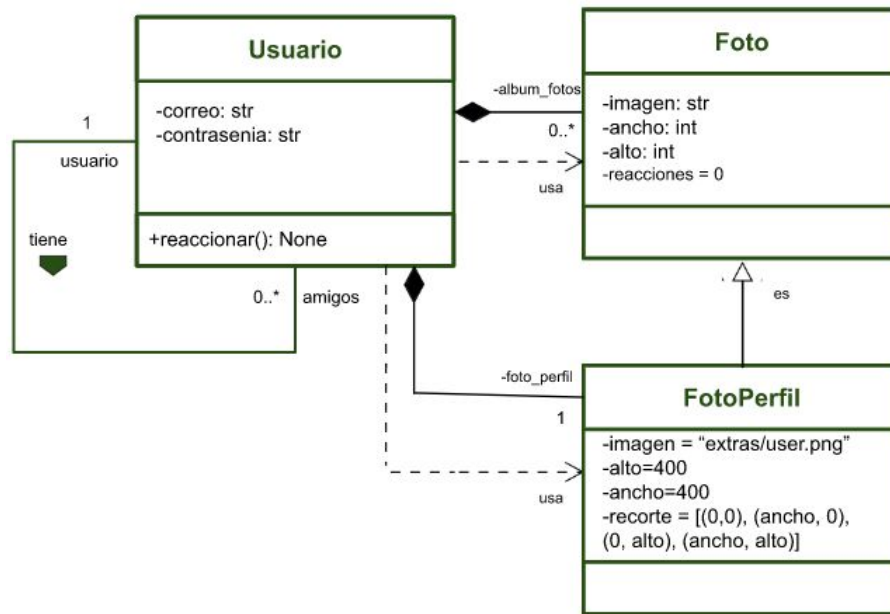 Usuario
-correo: str
-contrasenia: str
+reaccionar(): None
1
usuario
tiene
0..*
amigos
-album_fotos
0..*
usa
Foto
-imagen: str
-ancho: int
-alto: int
-reacciones = 0
es
-foto_perfil
1
usa
FotoPerfil
-imagen = “extras/user.png”
-alto=400
-ancho=400
-recorte = [(0,0), (ancho, 0),
(0, alto), (ancho, alto)]